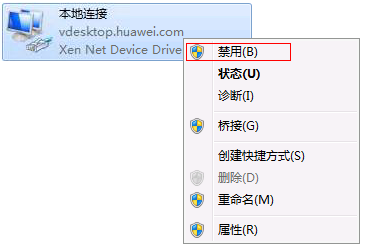 本地连接
vdesktop.huawei.com
Xen Net Device Drive
禁用(B)
状态(U)
诊断(I)
桥接(G)
创建快捷方式(S)
删除(D)
重命名(M)
属性(R)